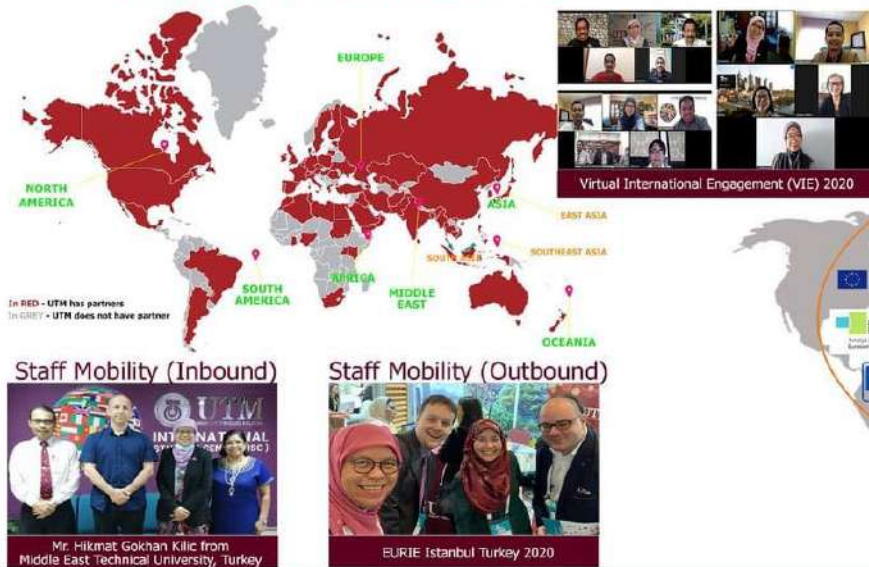 EUROPE
NORTH
AMERICA
ASIA
EAST ASIA
SOUTHEAST ASIA
AFRICA
SOUTH
AMERICA
MIDDLE
EAST
OCEANIA
In RED - UTM has partners
In GREY - UTM does not have partner
Virtual International Engagement (VIE) 2020
Staff Mobility (Inbound)
UTM
INTERNATIONAL
Mr. Hikmat Gokhan Kilic from
Middle East Technical University, Turkey
Staff Mobility (Outbound)
EURIE Istanbul Turkey 2020